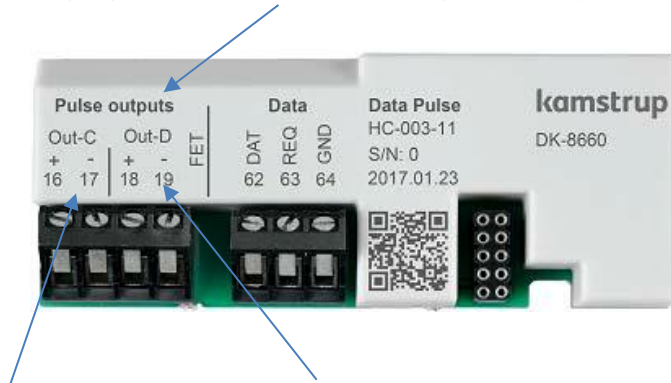 Pulse outputs
Out-C Out-D
+ - + -
16 17 18 19
FET
Data
DAT REQ GND
62 63 64
Data Pulse
HC-003-11
S/N: 0
2017.01.23
kamstrup
DK-8660